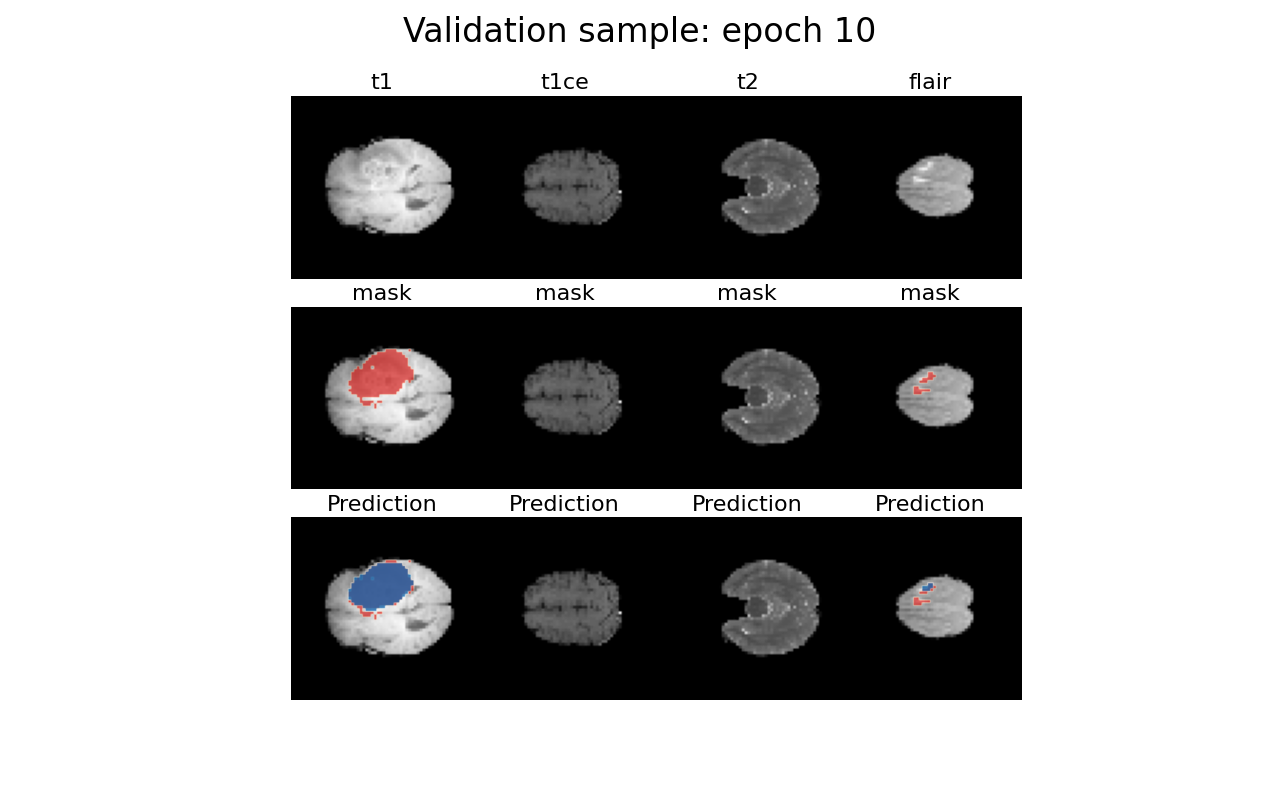 Validation sample: epoch 10
t1 t1ce t2 flair
mask mask mask mask
Prediction Prediction Prediction Prediction